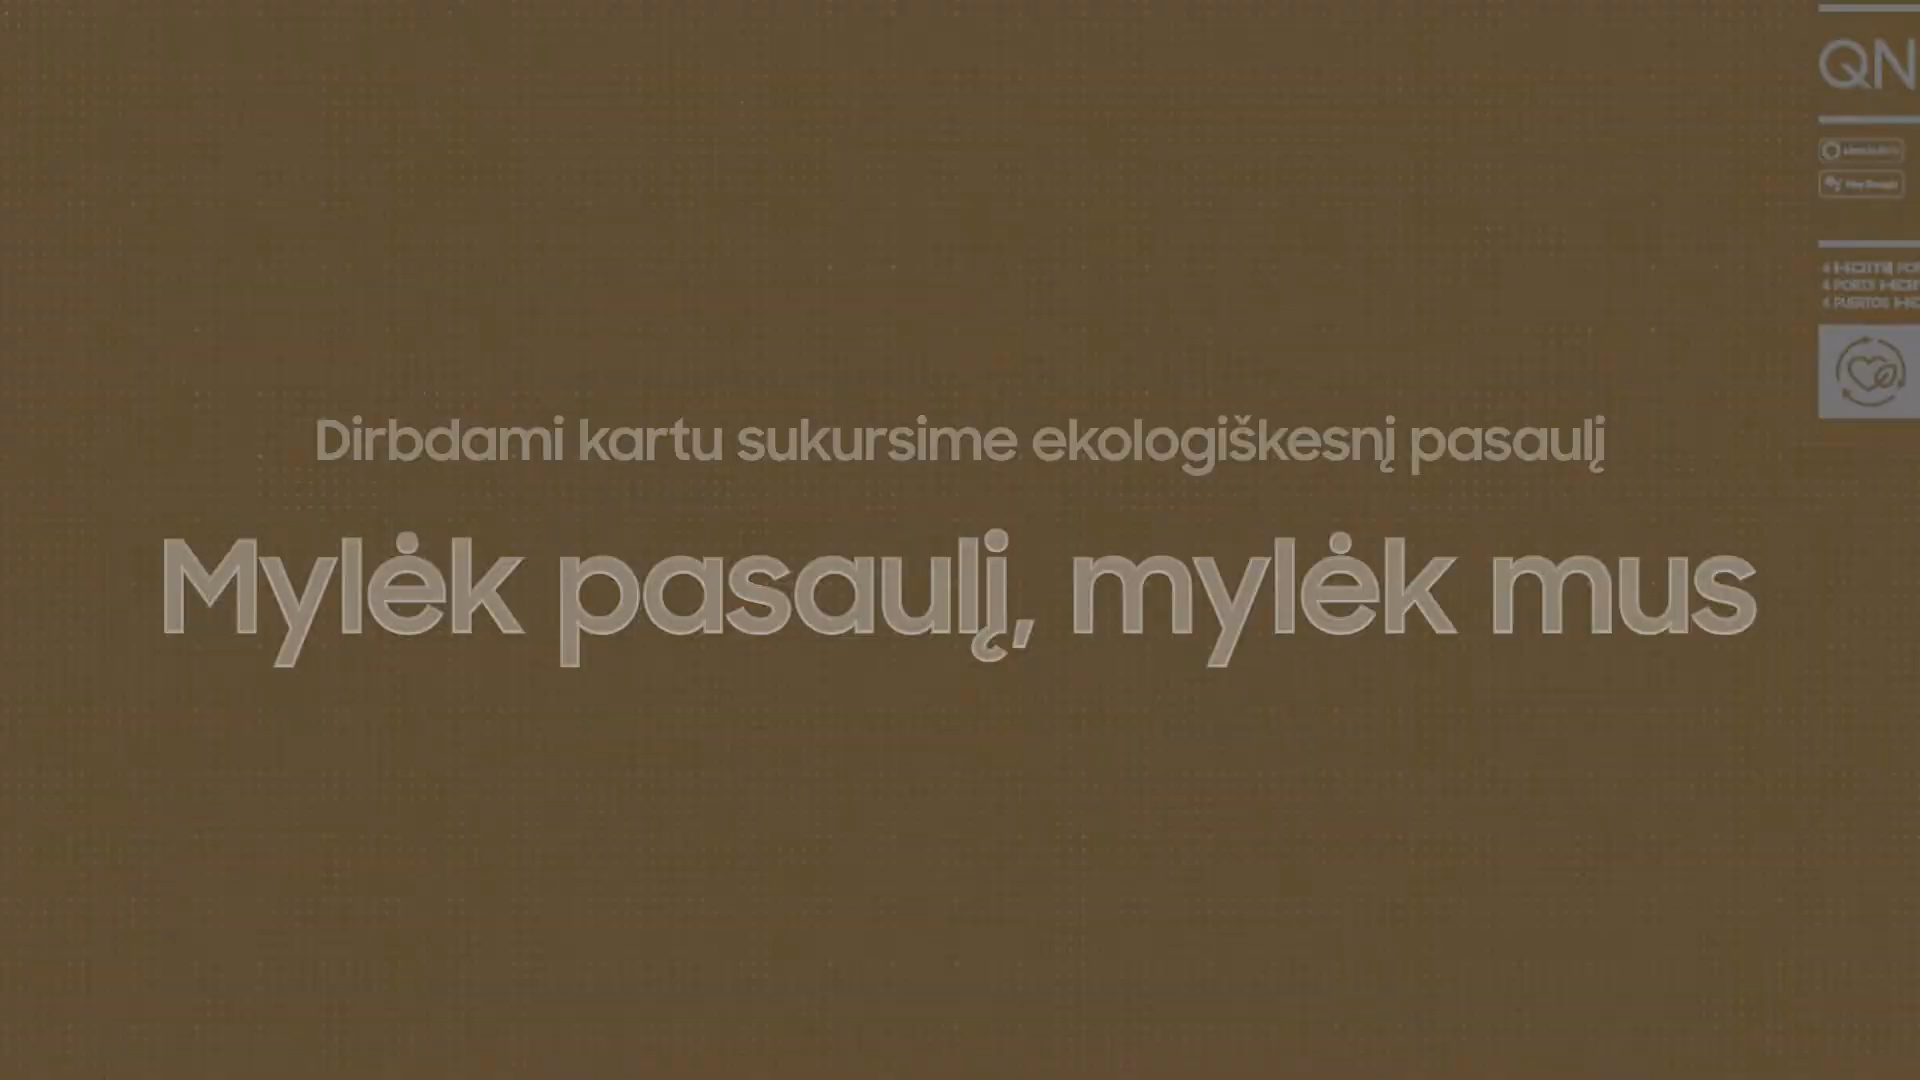 QN
Dirbdami kartu sukursime ekologiškesnį pasaulį
Mylėk pasaulį, mylėk mus